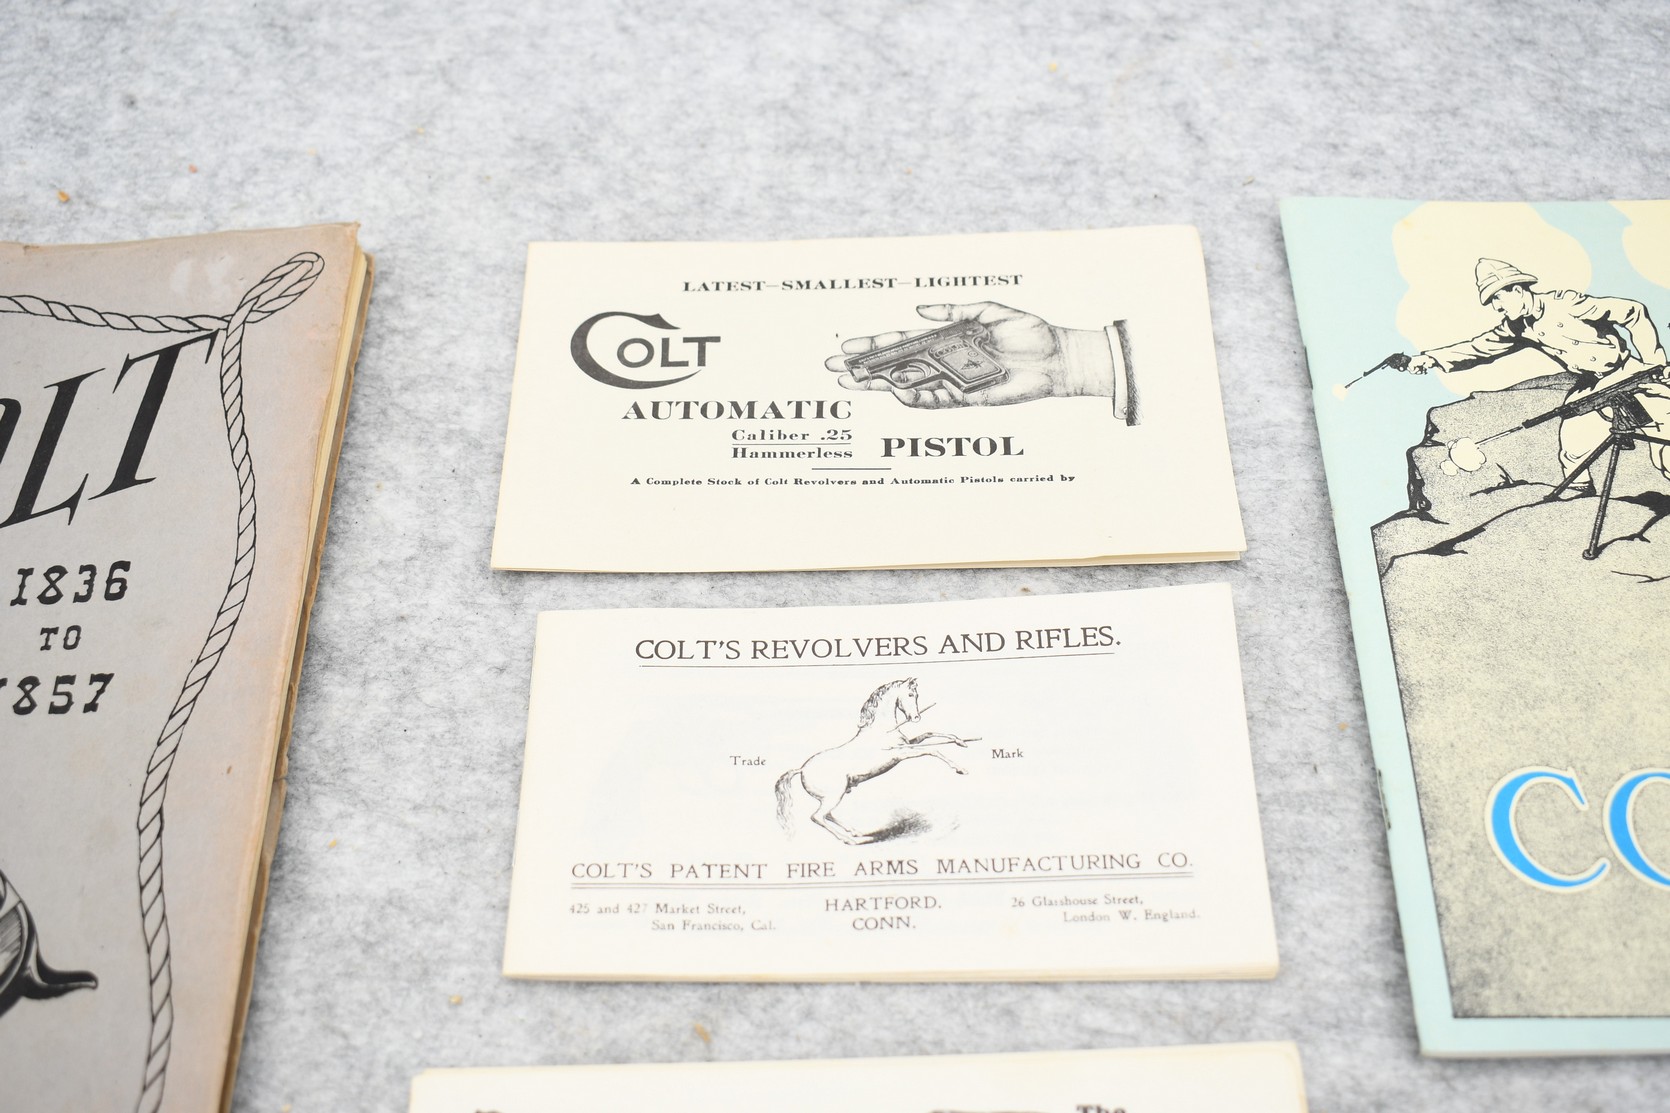 OLT
1836
TO
1857
LATEST—SMALLEST—LIGHTEST
COLT
AUTOMATIC
Caliber .25
Hammerless
PISTOL
A Complete Stock of Colt Revolvers and Automatic Pistols carried by
COLT'S REVOLVERS AND RIFLES.
Trade Mark
COLT'S PATENT FIRE ARMS MANUFACTURING CO.
425 and 427 Market Street,
San Francisco, Cal.
HARTFORD,
CONN.
26 Glasshouse Street,
London W. England.
CO
The